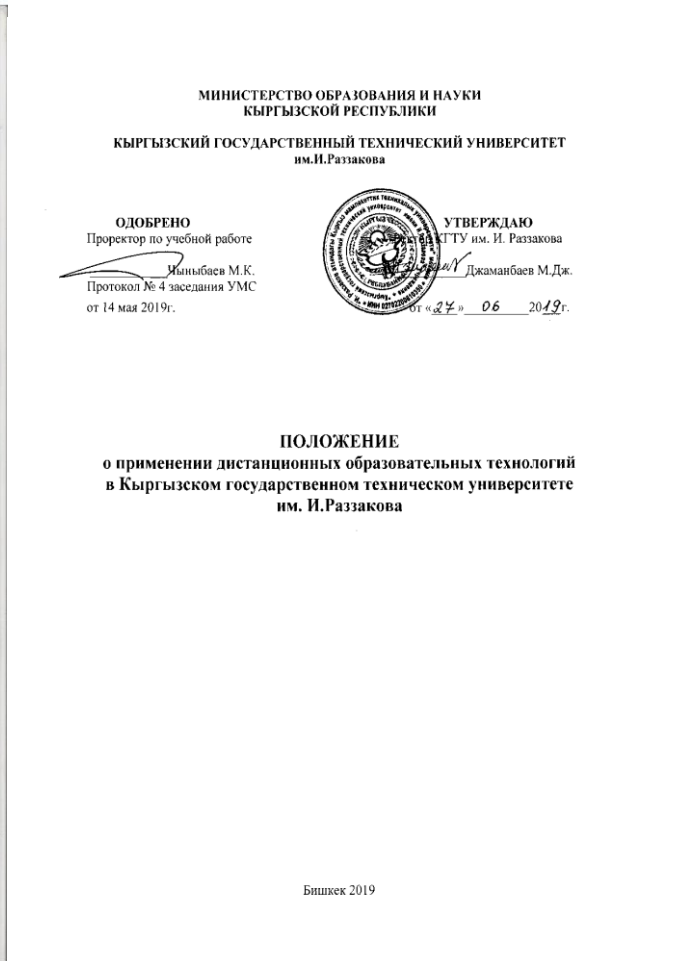 МИНИСТЕРСТВО ОБРАЗОВАНИЯ И НАУКИ
КЫРГЫЗСКОЙ РЕСПУБЛИКИ
КЫРГЫЗСКИЙ ГОСУДАРСТВЕННЫЙ ТЕХНИЧЕСКИЙ УНИВЕРСИТЕТ
им.И.Раззакова
ОДОБРЕНО
Проректор по учебной работе
Чыныбаев М.К.
Протокол № 4 заседания УМС
от 14 мая 2019г.
УТВЕРЖДАЮ
КГТУ им. И. Раззакова
Джаманбаев М.Дж.
от « 27 » 06 2019г.
ПОЛОЖЕНИЕ
о применении дистанционных образовательных технологий
в Кыргызском государственном техническом университете
им. И.Раззакова
Бишкек 2019